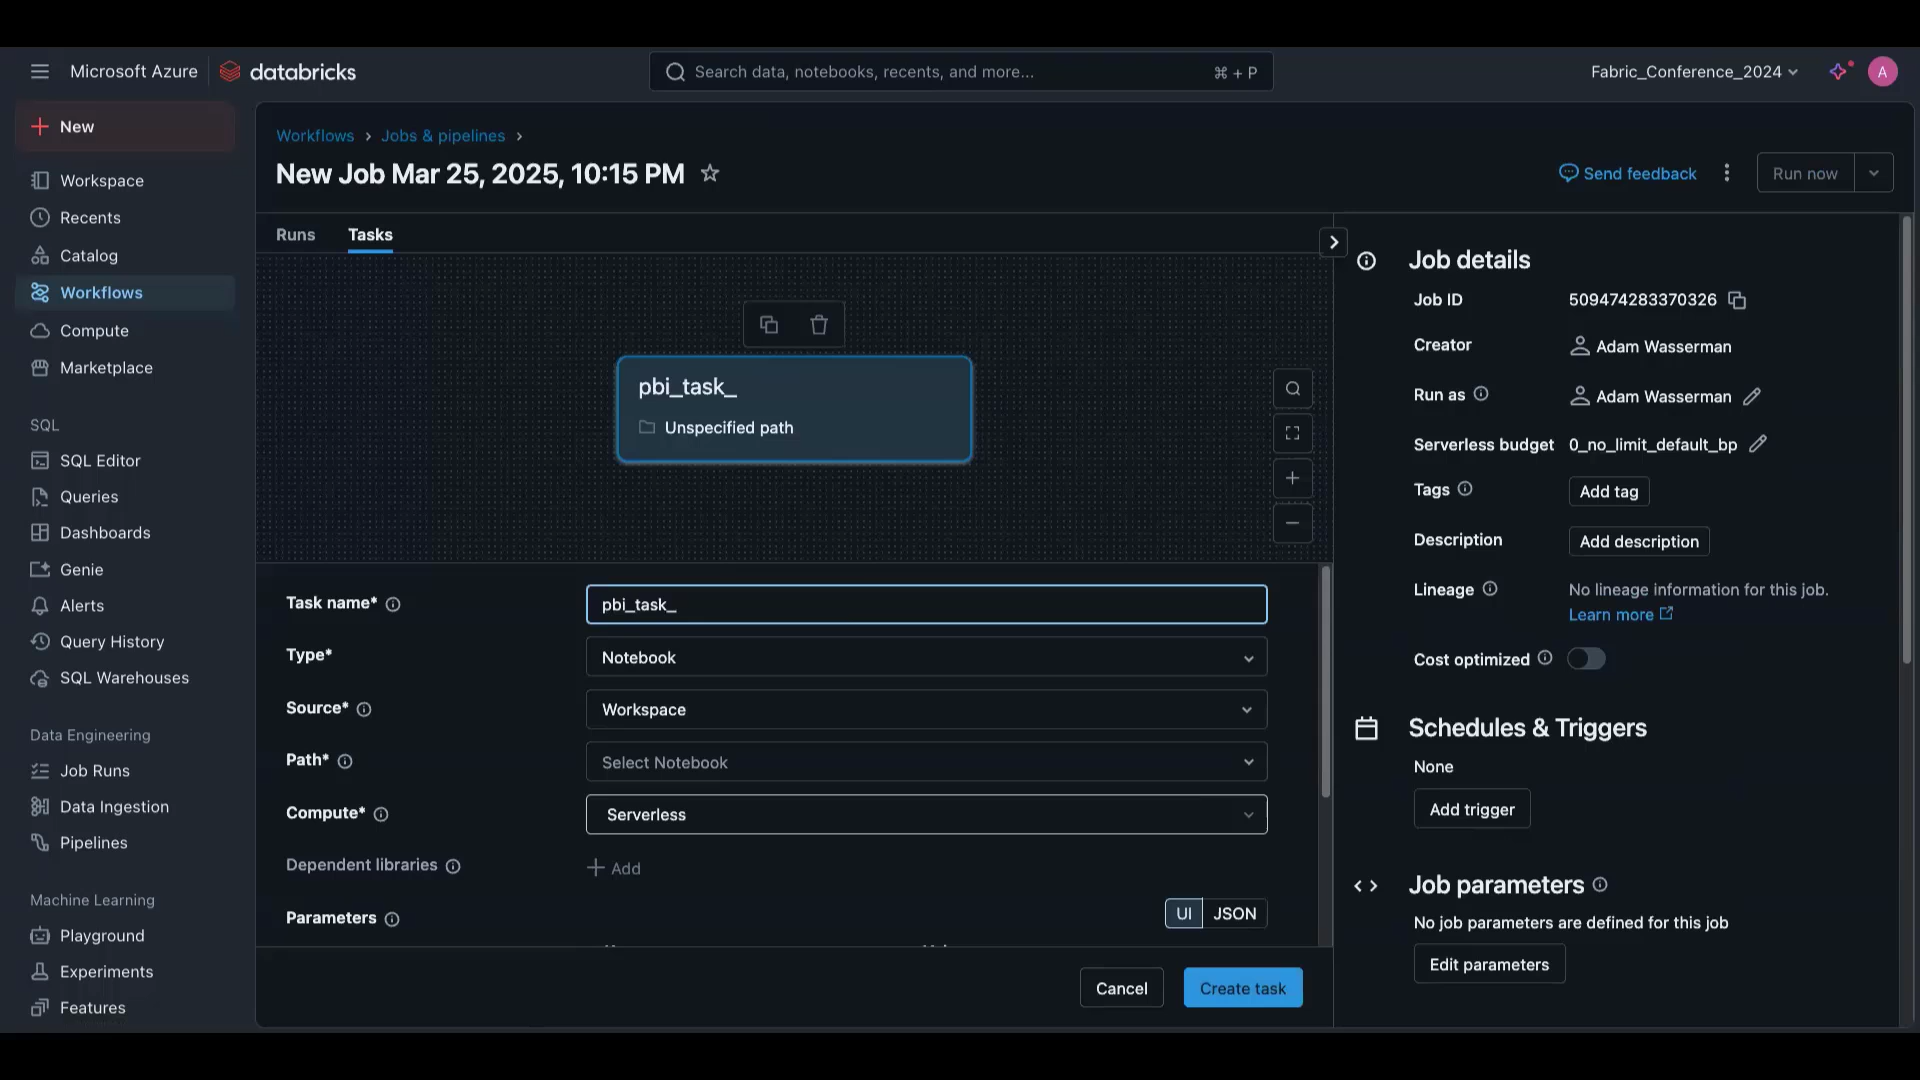 Microsoft Azure
databricks
Search data, notebooks, recents, and more...
⌘ + P
Fabric_Conference_2024
A
New
Workspace
Recents
Catalog
Workflows
Compute
Marketplace
SQL
SQL Editor
Queries
Dashboards
Genie
Alerts
Query History
SQL Warehouses
Data Engineering
Job Runs
Data Ingestion
Pipelines
Machine Learning
Playground
Experiments
Features
Workflows › Jobs & pipelines ›
New Job Mar 25, 2025, 10:15 PM
Send feedback
Run now
Runs
Tasks
pbi_task_
Unspecified path
Task name*
pbi_task_
Type*
Notebook
Source*
Workspace
Path*
Select Notebook
Compute*
Serverless
Dependent libraries
+ Add
Parameters
UI
JSON
Cancel
Create task
Job details
Job ID
509474283370326
Creator
Adam Wasserman
Run as
Adam Wasserman
Serverless budget
0_no_limit_default_bp
Tags
Add tag
Description
Add description
Lineage
No lineage information for this job.
Learn more
Cost optimized
Schedules & Triggers
None
Add trigger
Job parameters
No job parameters are defined for this job
Edit parameters